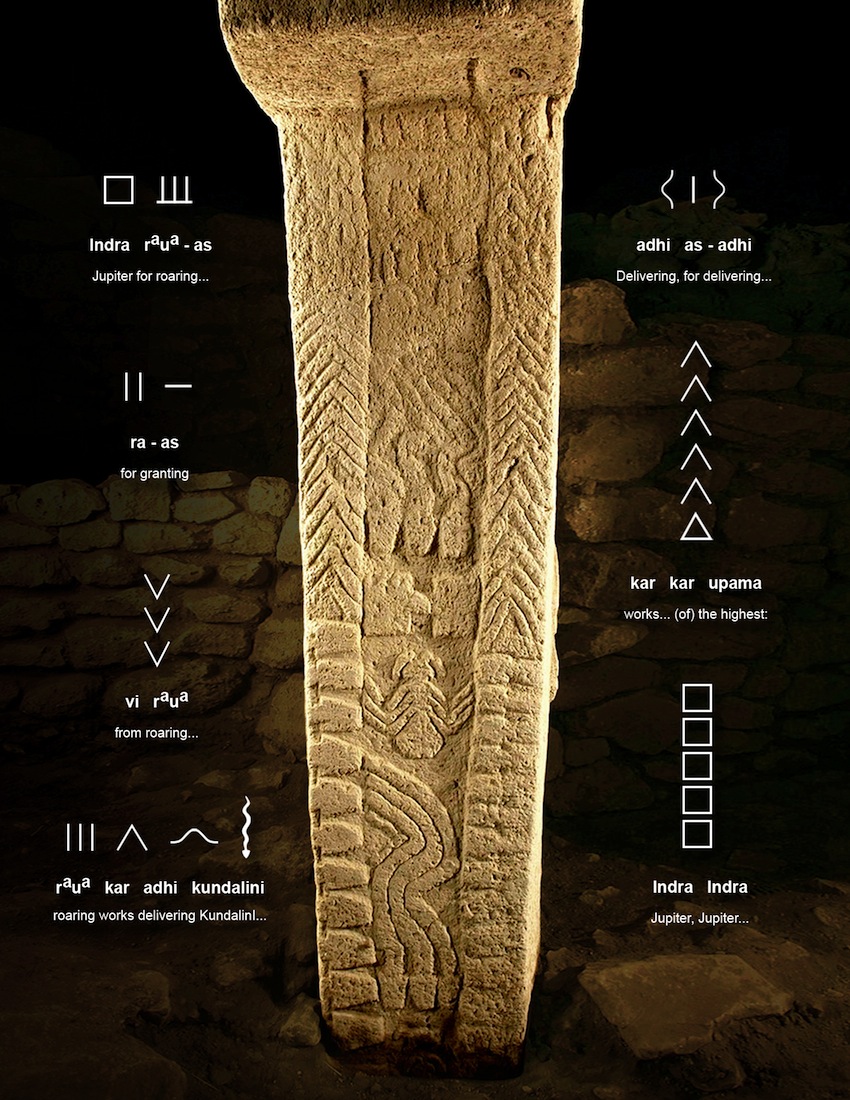 Indra rᵃuᵃ - as
Jupiter for roaring...
ra - as
for granting
vi rᵃuᵃ
from roaring...
rᵃuᵃ kar adhi kundalini
roaring works delivering KundalinI...
adhi as - adhi
Delivering, for delivering...
kar kar upama
works... (of) the highest:
Indra Indra
Jupiter, Jupiter...